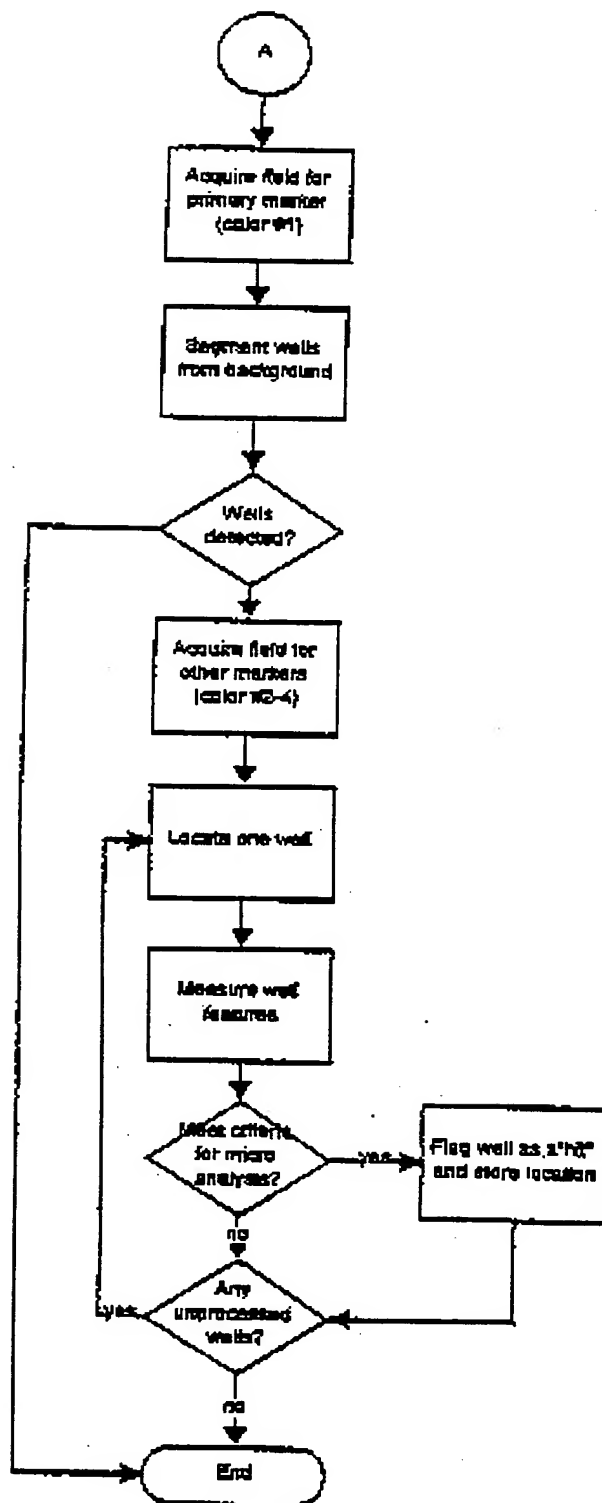 A
Acquire field for
primary marker
(color #1)
Segment wells
from background
Wells
detected?
Acquire field for
other markers
(color #2-4)
Locate one well
Measure well
features
Meet criteria
for micro
analysis?
yes
Flag well as a "hit"
and store location
no
Any
unprocessed
wells?
yes
no
End